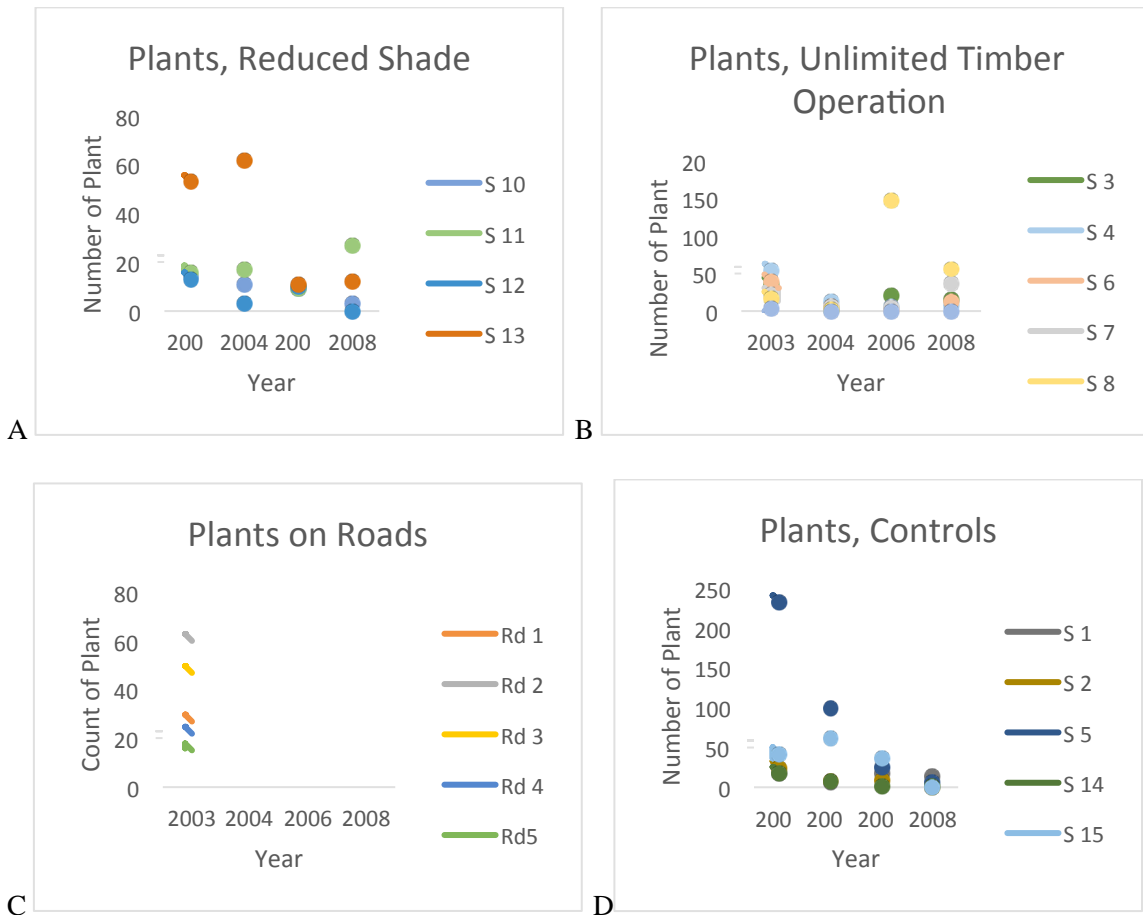 Plants, Reduced Shade
80
60
40
20
0
Number of Plant
200 2004 200 2008
Year
S 10
S 11
S 12
S 13
A
Plants, Unlimited Timber
Operation
20
150
100
50
0
Number of Plant
2003 2004 2006 2008
Year
S 3
S 4
S 6
S 7
S 8
B
Plants on Roads
80
60
40
20
0
Count of Plant
2003 2004 2006 2008
Year
Rd 1
Rd 2
Rd 3
Rd 4
Rd5
C
Plants, Controls
250
200
150
100
50
0
Number of Plant
200 200 200 2008
Year
S 1
S 2
S 5
S 14
S 15
D